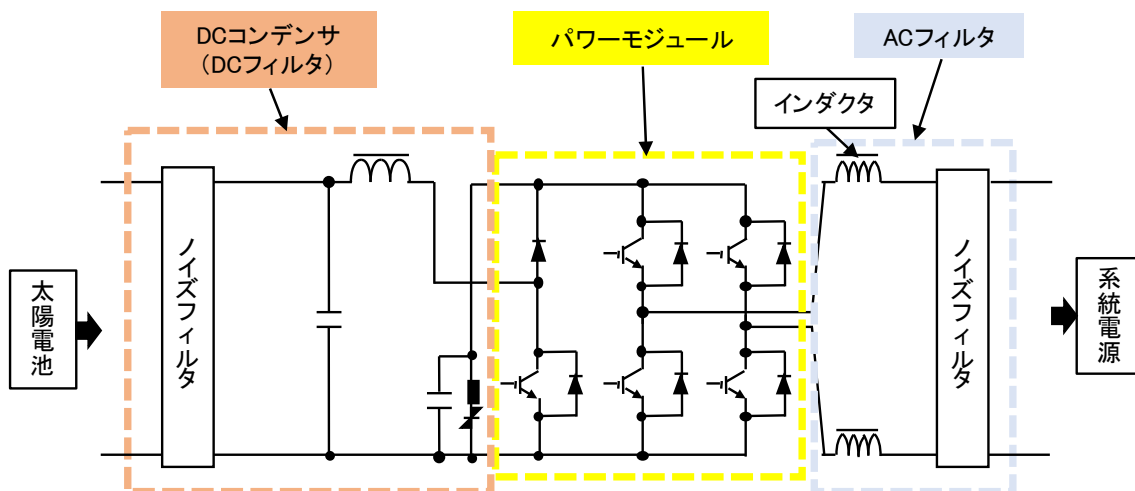 DCコンデンサ
（DCフィルタ）
パワーモジュール
ACフィルタ
インダクタ
太陽電池
ノイズフィルタ
ノイズフィルタ
系統電源